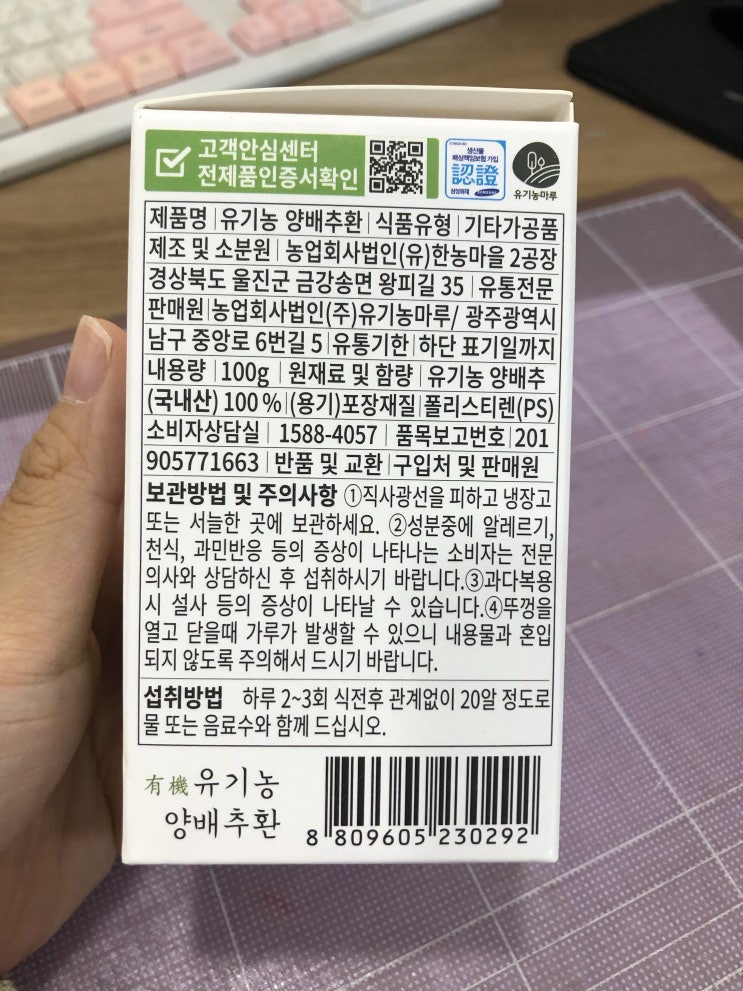 고객안심센터
전제품인증서확인
생산물
배상책임보험 가입
認證
삼성화재 SAMSUNG
유기농마루
제품명 | 유기농 양배추환 | 식품유형 | 기타가공품
제조 및 소분원 | 농업회사법인(유)한농마을 2공장
경상북도 울진군 금강송면 왕피길 35 | 유통전문
판매원 | 농업회사법인(주)유기농마루/ 광주광역시
남구 중앙로 6번길 5 | 유통기한 | 하단 표기일까지
내용량 | 100g | 원재료 및 함량 | 유기농 양배추
(국내산) 100 % | (용기)포장재질 | 폴리스티렌(PS)
소비자상담실 | 1588-4057 | 품목보고번호 | 201
905771663 | 반품 및 교환 | 구입처 및 판매원
보관방법 및 주의사항 ①직사광선을 피하고 냉장고
또는 서늘한 곳에 보관하세요. ②성분중에 알레르기,
천식, 과민반응 등의 증상이 나타나는 소비자는 전문
의사와 상담하신 후 섭취하시기 바랍니다.③과다복용
시 설사 등의 증상이 나타날 수 있습니다.④뚜껑을
열고 닫을때 가루가 발생할 수 있으니 내용물과 혼입
되지 않도록 주의해서 드시기 바랍니다.
섭취방법 하루 2~3회 식전후 관계없이 20알 정도로
물 또는 음료수와 함께 드십시오.
有機 유기농
양배추환
8 809605 230292